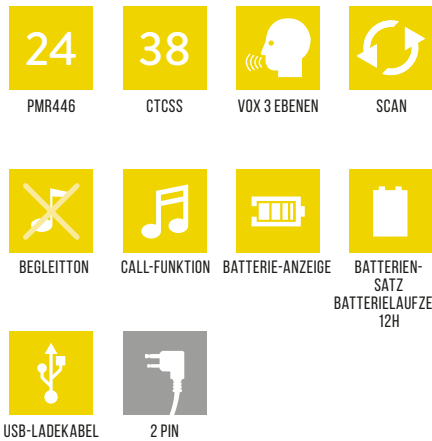 24
38
PMR446
CTCSS
VOX 3 EBENEN
SCAN
BEGLEITTON
CALL-FUNKTION
BATTERIE-ANZEIGE
BATTERIEN-
SATZ
BATTERIELAUFZE
12H
USB-LADEKABEL
2 PIN